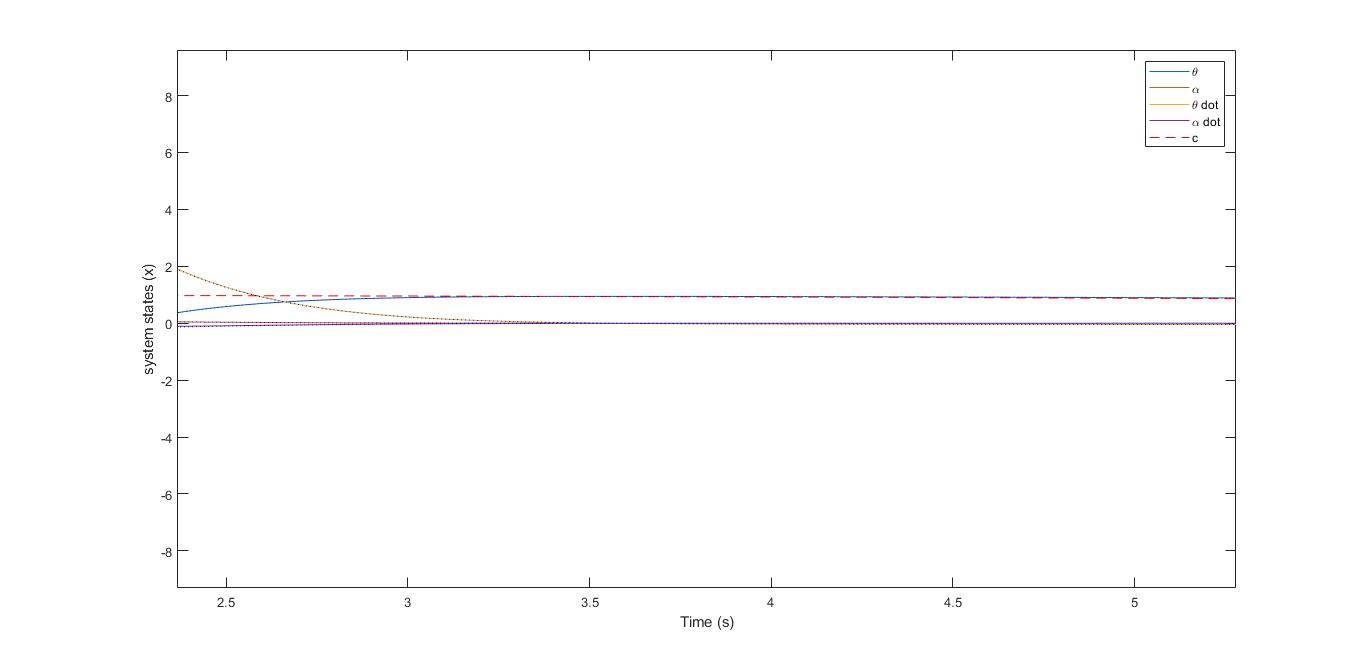 8
6
4
2
0
-2
-4
-6
-8
system states (x)
2.5
3
3.5
4
4.5
5
Time (s)
θ
α
θ dot
α dot
c